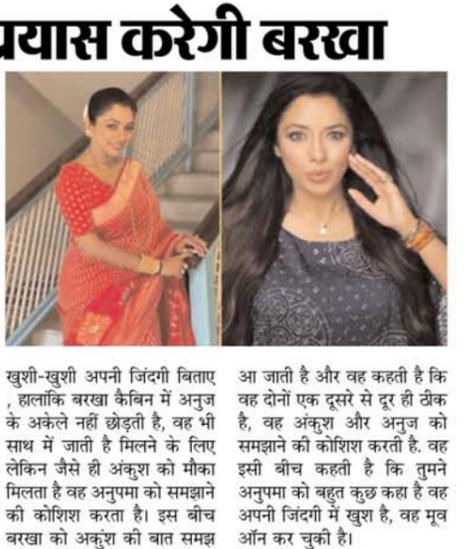 प्रयास करेगी बरखा
खुशी-खुशी अपनी जिंदगी बिताए
, हालांकि बरखा कैबिन में अनुज
के अकेले नहीं छोड़ती है, वह भी
साथ में जाती है मिलने के लिए
लेकिन जैसे ही अंकुश को मौका
मिलता है वह अनुपमा को समझाने
की कोशिश करता है। इस बीच
बरखा को अकुंश की बात समझ
आ जाती है और वह कहती है कि
वह दोनों एक दूसरे से दूर ही ठीक
है, वह अंकुश और अनुज को
समझाने की कोशिश करती है. वह
इसी बीच कहती है कि तुमने
अनुपमा को बहुत कुछ कहा है वह
अपनी जिंदगी में खुश है, वह मूव
ऑन कर चुकी है।